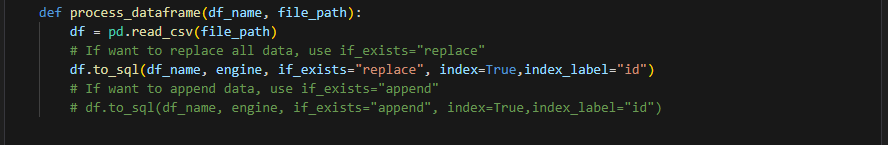 def process_dataframe(df_name, file_path):
    df = pd.read_csv(file_path)
    # If want to replace all data, use if_exists="replace"
    df.to_sql(df_name, engine, if_exists="replace", index=True,index_label="id")
    # If want to append data, use if_exists="append"
    # df.to_sql(df_name, engine, if_exists="append", index=True,index_label="id")